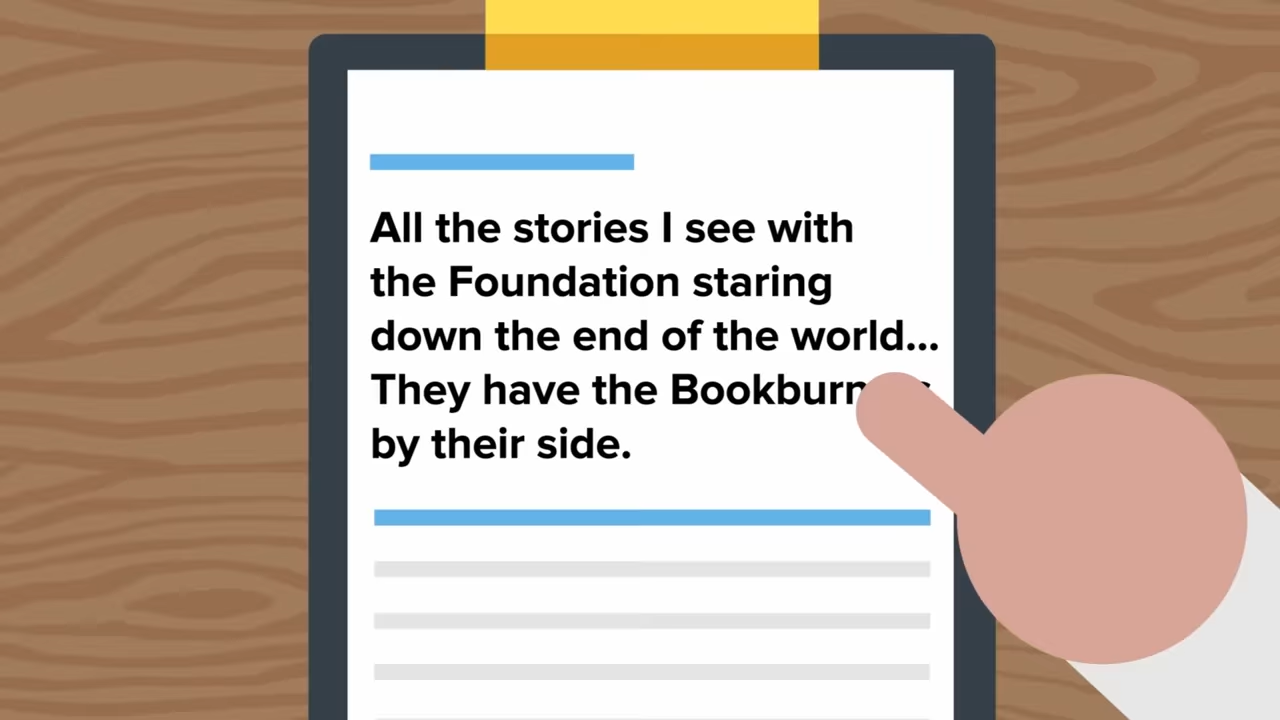 All the stories I see with
the Foundation staring
down the end of the world...
They have the Bookburners
by their side.